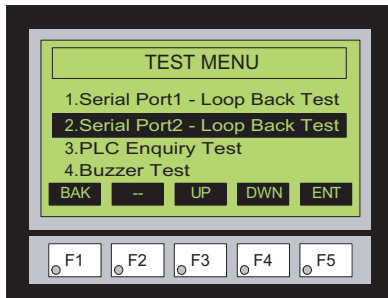 TEST MENU
1.Serial Port1 - Loop Back Test
2.Serial Port2 - Loop Back Test
3.PLC Enquiry Test
4.Buzzer Test
BAK -- UP DWN ENT
F1 F2 F3 F4 F5